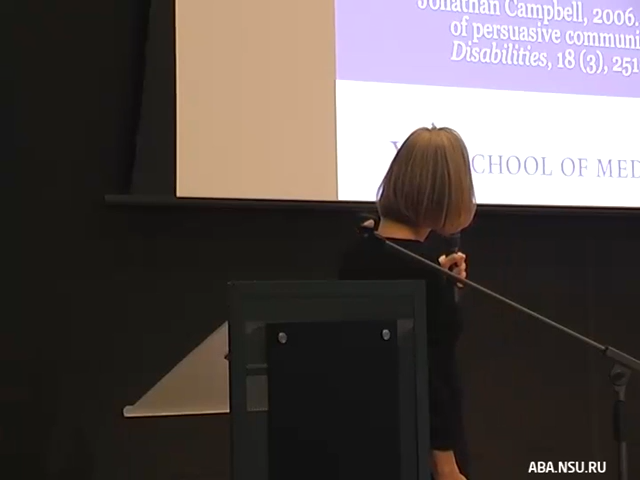 Jonathan Campbell, 2006.
of persuasive communi
Disabilities, 18 (3), 251
SCHOOL OF MED
ABA.NSU.RU